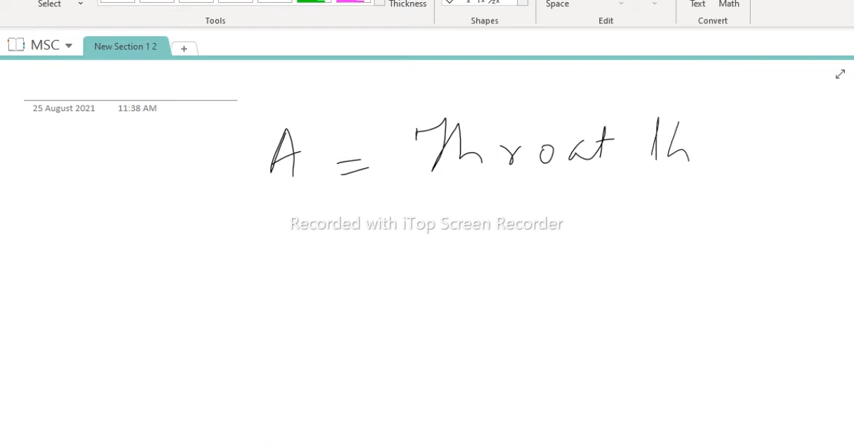 Select
Thickness
Space
Text Math
Tools
Shapes
Edit
Convert
MSC
New Section 1 2
+
25 August 2021 11:38 AM
A = Throat th
Recorded with iTop Screen Recorder